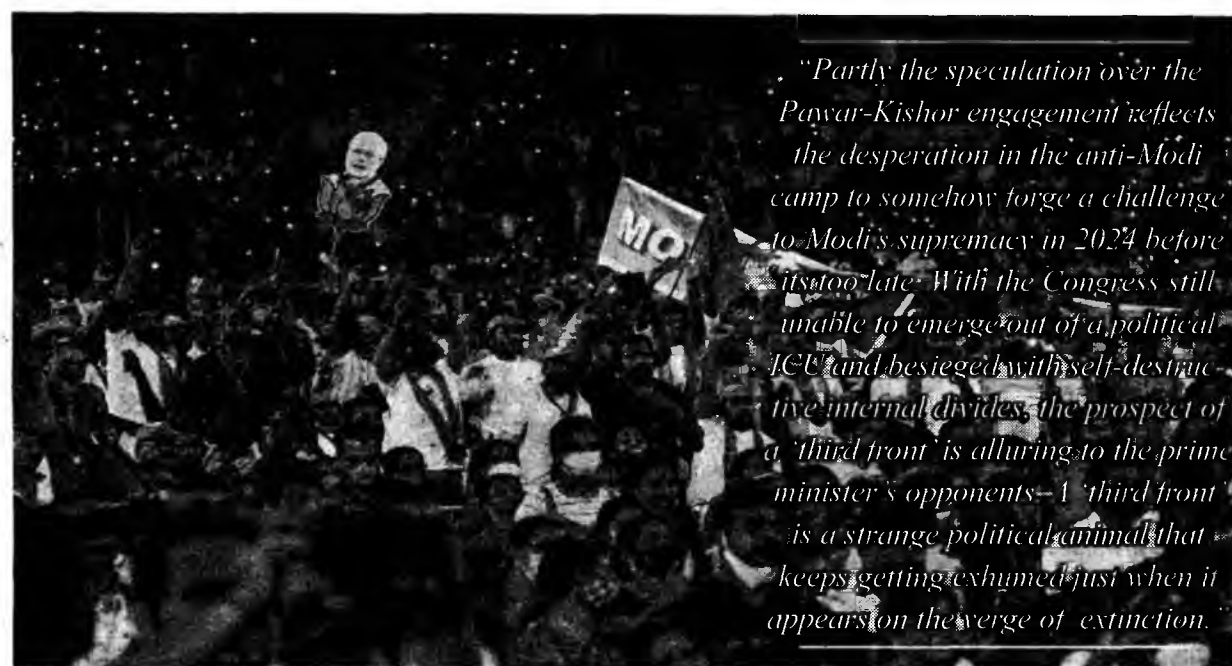 "Partly the speculation over the
Pawar-Kishor engagement reflects
the desperation in the anti-Modi
camp to somehow forge a challenge
to Modi's supremacy in 2024 before
its too late. With the Congress still
unable to emerge out of a political
ICU and besieged with self-destruc-
tive internal divides, the prospect of
a 'third front' is alluring to the prime
minister's opponents. A 'third front'
is a strange political animal that
keeps getting exhumed just when it
appears on the verge of extinction.
MO